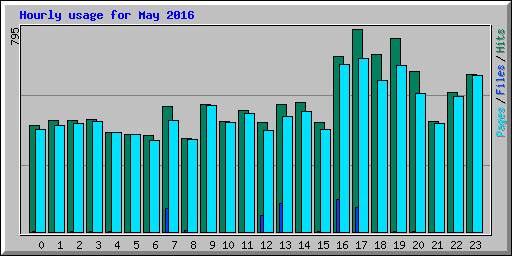 Hourly usage for May 2016
795
Pages/Files/Hits
0 1 2 3 4 5 6 7 8 9 10 11 12 13 14 15 16 17 18 19 20 21 22 23